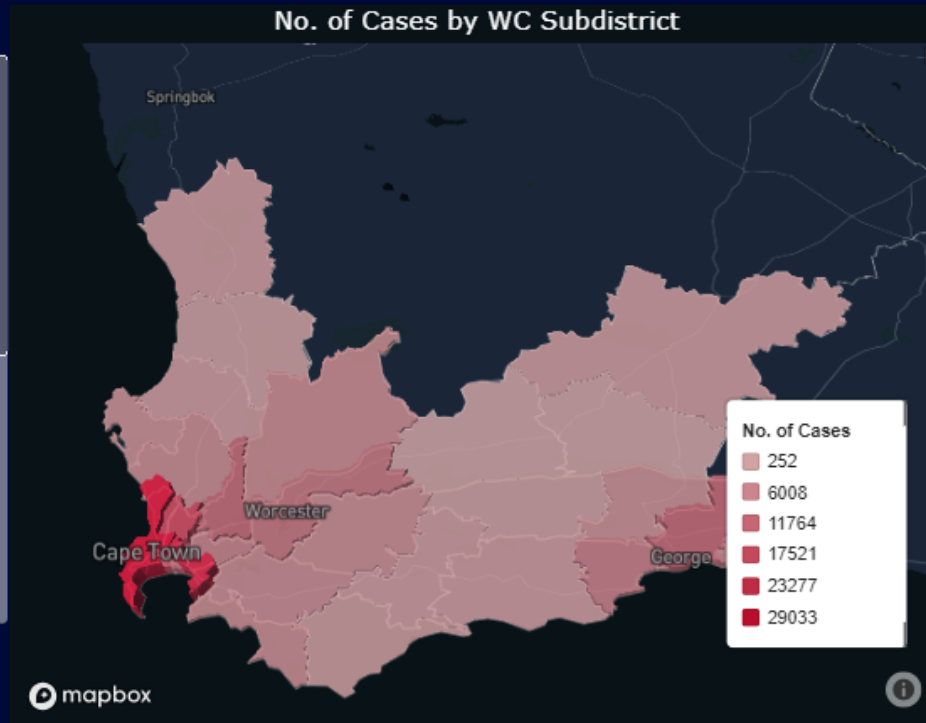 No. of Cases by WC Subdistrict
Springbok
No. of Cases
252
6008
11764
17521
23277
29033
Worcester
Cape Town
George
mapbox